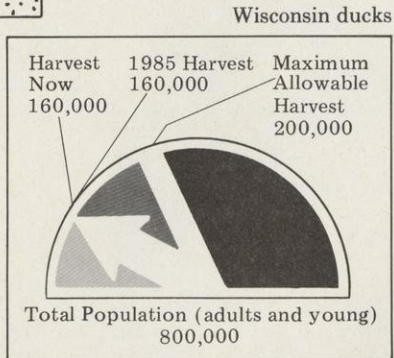 Wisconsin ducks
Harvest
Now
160,000
1985 Harvest
160,000
Maximum
Allowable
Harvest
200,000
Total Population (adults and young)
800,000